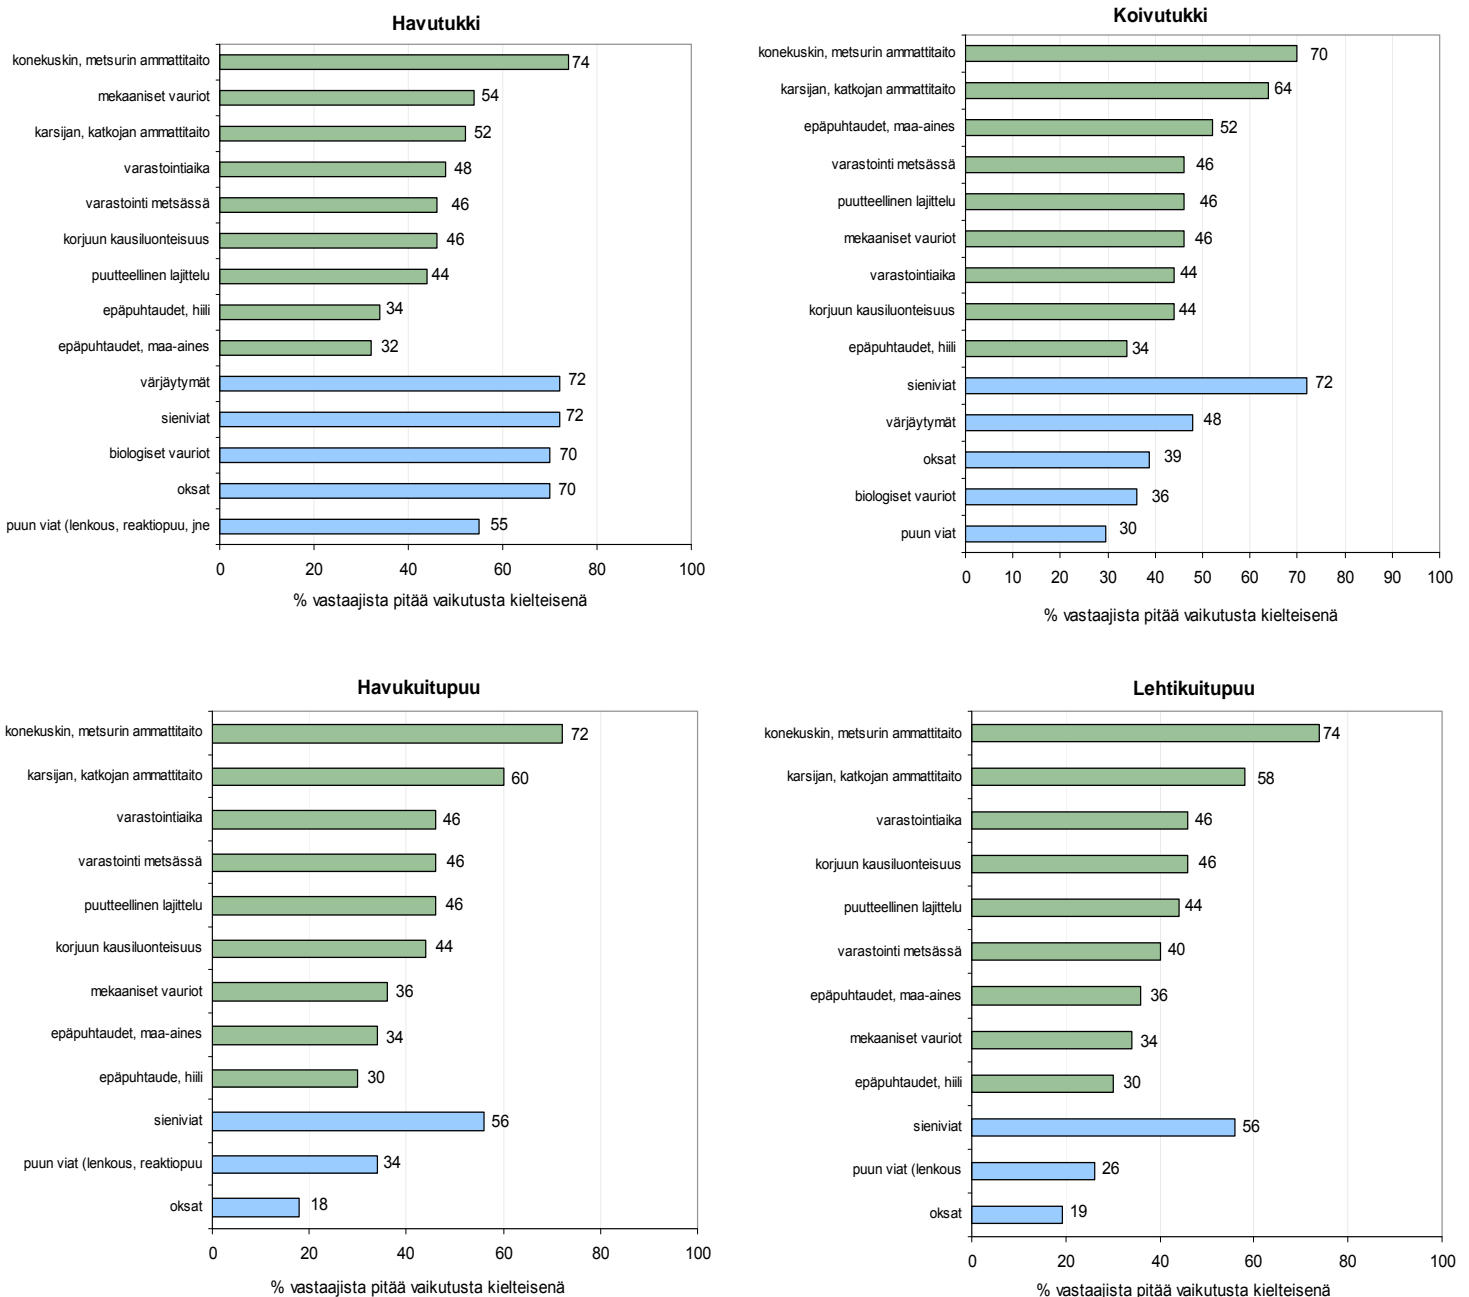 Havutukki
konekuskin, metsurin ammattitaito 74
mekaaniset vauriot 54
karsijan, katkojan ammattitaito 52
varastointiaika 48
varastointi metsässä 46
korjuun kausiluonteisuus 46
puutteellinen lajittelu 44
epäpuhtaudet, hiili 34
epäpuhtaudet, maa-aines 32
värjäytymät 72
sieniviat 72
biologiset vauriot 70
oksat 70
puun viat (lenkous, reaktiopuu, jne 55
0 20 40 60 80 100
% vastaajista pitää vaikutusta kielteisenä
Koivutukki
konekuskin, metsurin ammattitaito 70
karsijan, katkojan ammattitaito 64
epäpuhtaudet, maa-aines 52
varastointi metsässä 46
puutteellinen lajittelu 46
mekaaniset vauriot 46
varastointiaika 44
korjuun kausiluonteisuus 44
epäpuhtaudet, hiili 34
sieniviat 72
värjäytymät 48
oksat 39
biologiset vauriot 36
puun viat 30
0 10 20 30 40 50 60 70 80 90 100
% vastaajista pitää vaikutusta kielteisenä
Havukuitupuu
konekuskin, metsurin ammattitaito 72
karsijan, katkojan ammattitaito 60
varastointiaika 46
varastointi metsässä 46
puutteellinen lajittelu 46
korjuun kausiluonteisuus 44
mekaaniset vauriot 36
epäpuhtaudet, maa-aines 34
epäpuhtaude, hiili 30
sieniviat 56
puun viat (lenkous, reaktiopuu 34
oksat 18
0 20 40 60 80 100
% vastaajista pitää vaikutusta kielteisenä
Lehtikuitupuu
konekuskin, metsurin ammattitaito 74
karsijan, katkojan ammattitaito 58
varastointiaika 46
korjuun kausiluonteisuus 46
puutteellinen lajittelu 44
varastointi metsässä 40
epäpuhtaudet, maa-aines 36
mekaaniset vauriot 34
epäpuhtaudet, hiili 30
sieniviat 56
puun viat (lenkous 26
oksat 19
0 20 40 60 80 100
% vastaajista pitää vaikutusta kielteisenä